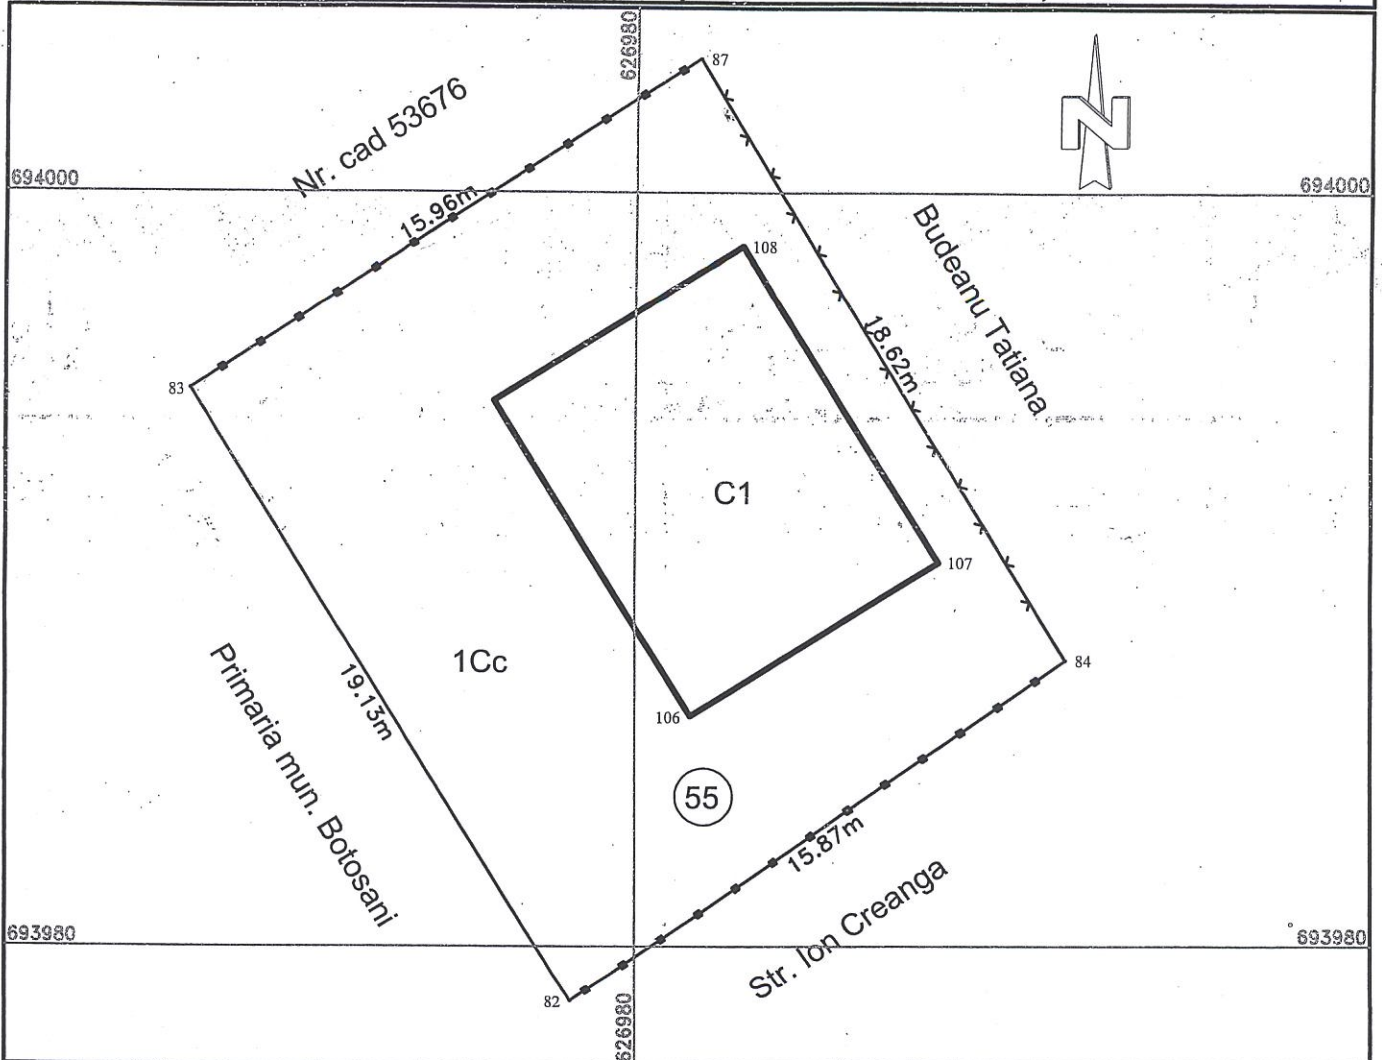 626980
87
Nr. cad 53676
N
694000
694000
15.96m
Budeanu Tatiana
108
18.62m
83
C1
107
1Cc
84
Primaria mun. Botosani
19.13m
106
55
15.87m
Str. Ion Creanga
693980
693980
82
626980